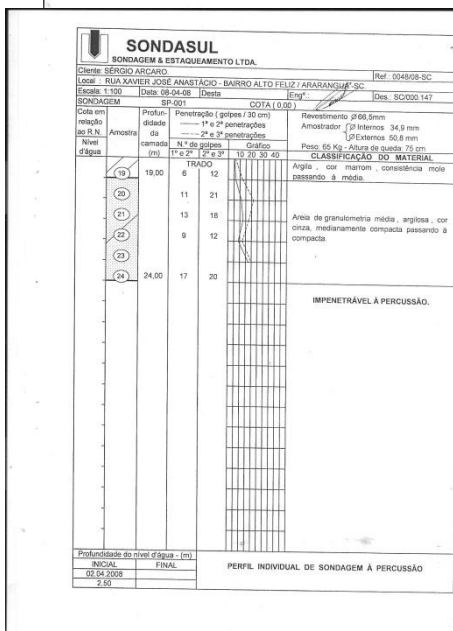 SONDASUL
SONDAGEM & ESTAQUEAMENTO LTDA.
Cliente: SÉRGIO ARCARO
Ref.: 0048/08-SC
Local : RUA XAVIER JOSÉ ANASTÁCIO - BAIRRO ALTO FELIZ / ARARANGUÁ-SC
Escala: 1:100 Data: 08-04-08 Desta Engº.: Des. SC/000.147
SONDAGEM SP-001 COTA ( 0,00 )
Cota em relação ao R.N.
Nível d'água
Amostra
Profundidade da camada (m)
Penetração ( golpes / 30 cm)
1ª e 2ª penetrações
2ª e 3ª penetrações
N.º de golpes Gráfico
1º e 2º 2º e 3º 10 20 30 40
Revestimento Ø 66,5mm
Amostrador Ø Internos 34,9 mm
Ø Externos 50,8 mm
Peso: 65 Kg - Altura de queda: 75 cm
CLASSIFICAÇÃO DO MATERIAL
TRADO
19 19,00 6 12
20 11 21
21 13 18
22 9 12
23
24 24,00 17 20
Argila , cor marrom , consistência mole
passando à média.
Areia de granulometria média , argilosa , cor
cinza, medianamente compacta passando à
compacta.
IMPENETRÁVEL À PERCUSSÃO.
Profundidade do nível d'água - (m)
INICIAL FINAL
02.04.2008
2.50
PERFIL INDIVIDUAL DE SONDAGEM À PERCUSSÃO